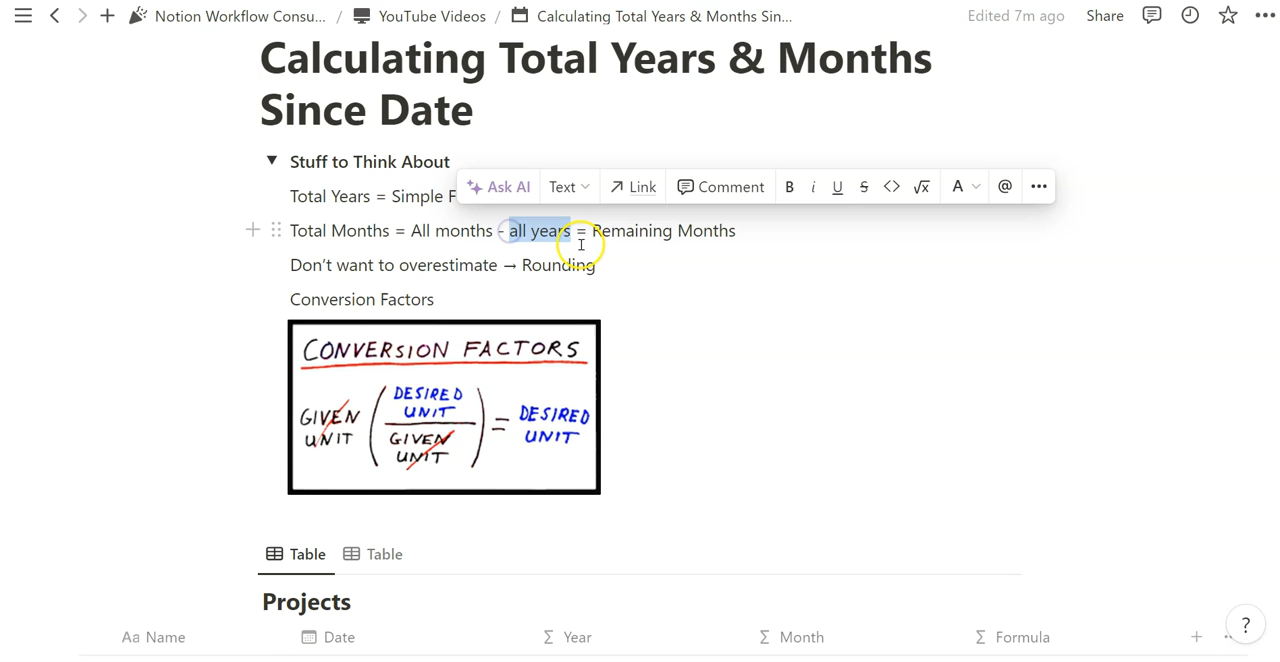 Notion Workflow Consu... / YouTube Videos / Calculating Total Years & Months Sin... Edited 7m ago Share
Calculating Total Years & Months
Since Date
Stuff to Think About
Total Years = Simple F
Ask AI Text Link Comment B i U S <> √x A @ •••
Total Months = All months - all years = Remaining Months
Don’t want to overestimate → Rounding
Conversion Factors
CONVERSION FACTORS
GIVEN UNIT (DESIRED UNIT / GIVEN UNIT) = DESIRED UNIT
Table Table
Projects
Aa Name Date Σ Year Σ Month Σ Formula
?